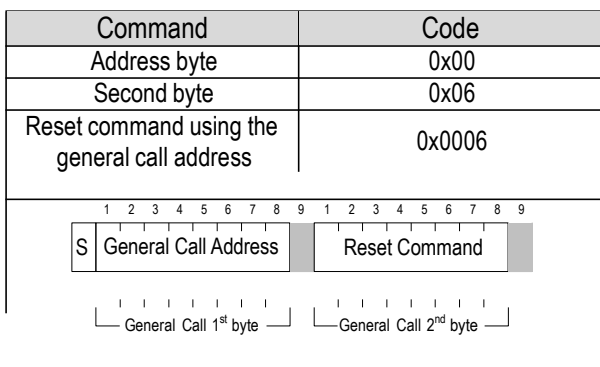 Command Code
Address byte 0x00
Second byte 0x06
Reset command using the
general call address 0x0006
1 2 3 4 5 6 7 8 9 1 2 3 4 5 6 7 8 9
S General Call Address Reset Command
General Call 1st byte General Call 2nd byte